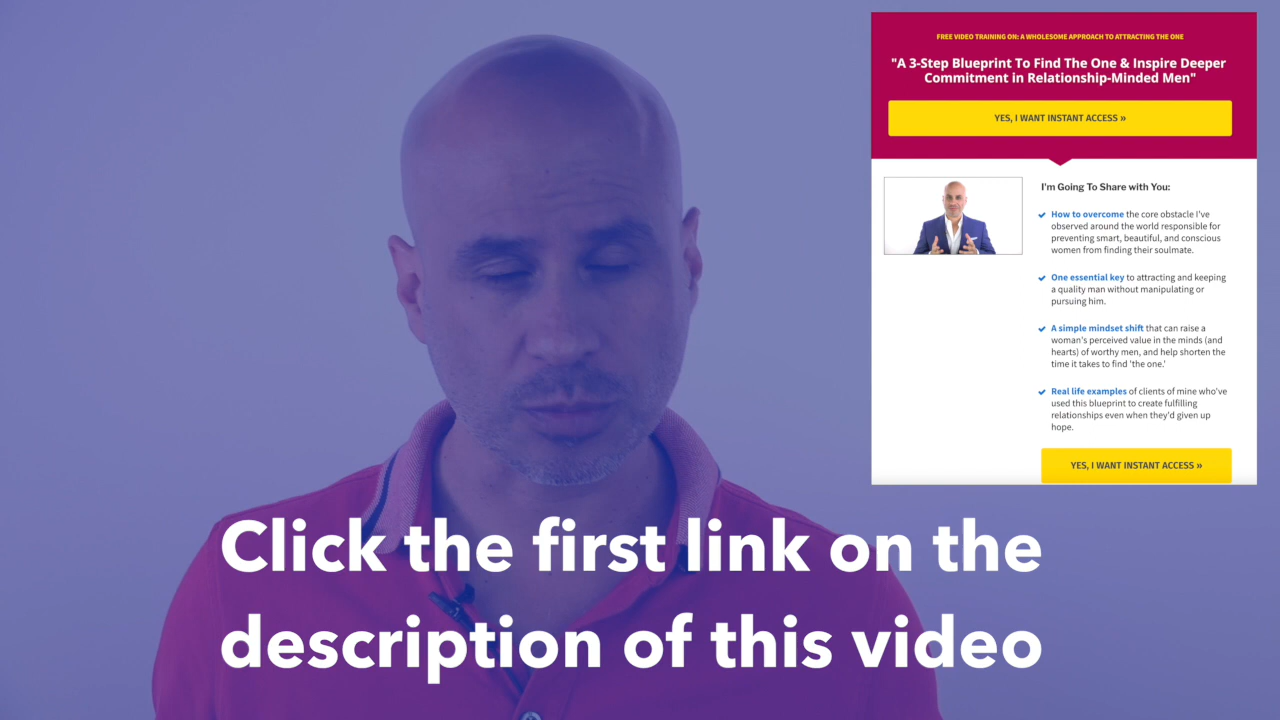 FREE VIDEO TRAINING ON: A WHOLESOME APPROACH TO ATTRACTING THE ONE
"A 3-Step Blueprint To Find The One & Inspire Deeper
Commitment in Relationship-Minded Men"
YES, I WANT INSTANT ACCESS »
I'm Going To Share with You:
How to overcome the core obstacle I've
observed around the world responsible for
preventing smart, beautiful, and conscious
women from finding their soulmate.
One essential key to attracting and keeping
a quality man without manipulating or
pursuing him.
A simple mindset shift that can raise a
woman's perceived value in the minds (and
hearts) of worthy men, and help shorten the
time it takes to find 'the one.'
Real life examples of clients of mine who've
used this blueprint to create fulfilling
relationships even when they'd given up
hope.
YES, I WANT INSTANT ACCESS »
Click the first link on the
description of this video